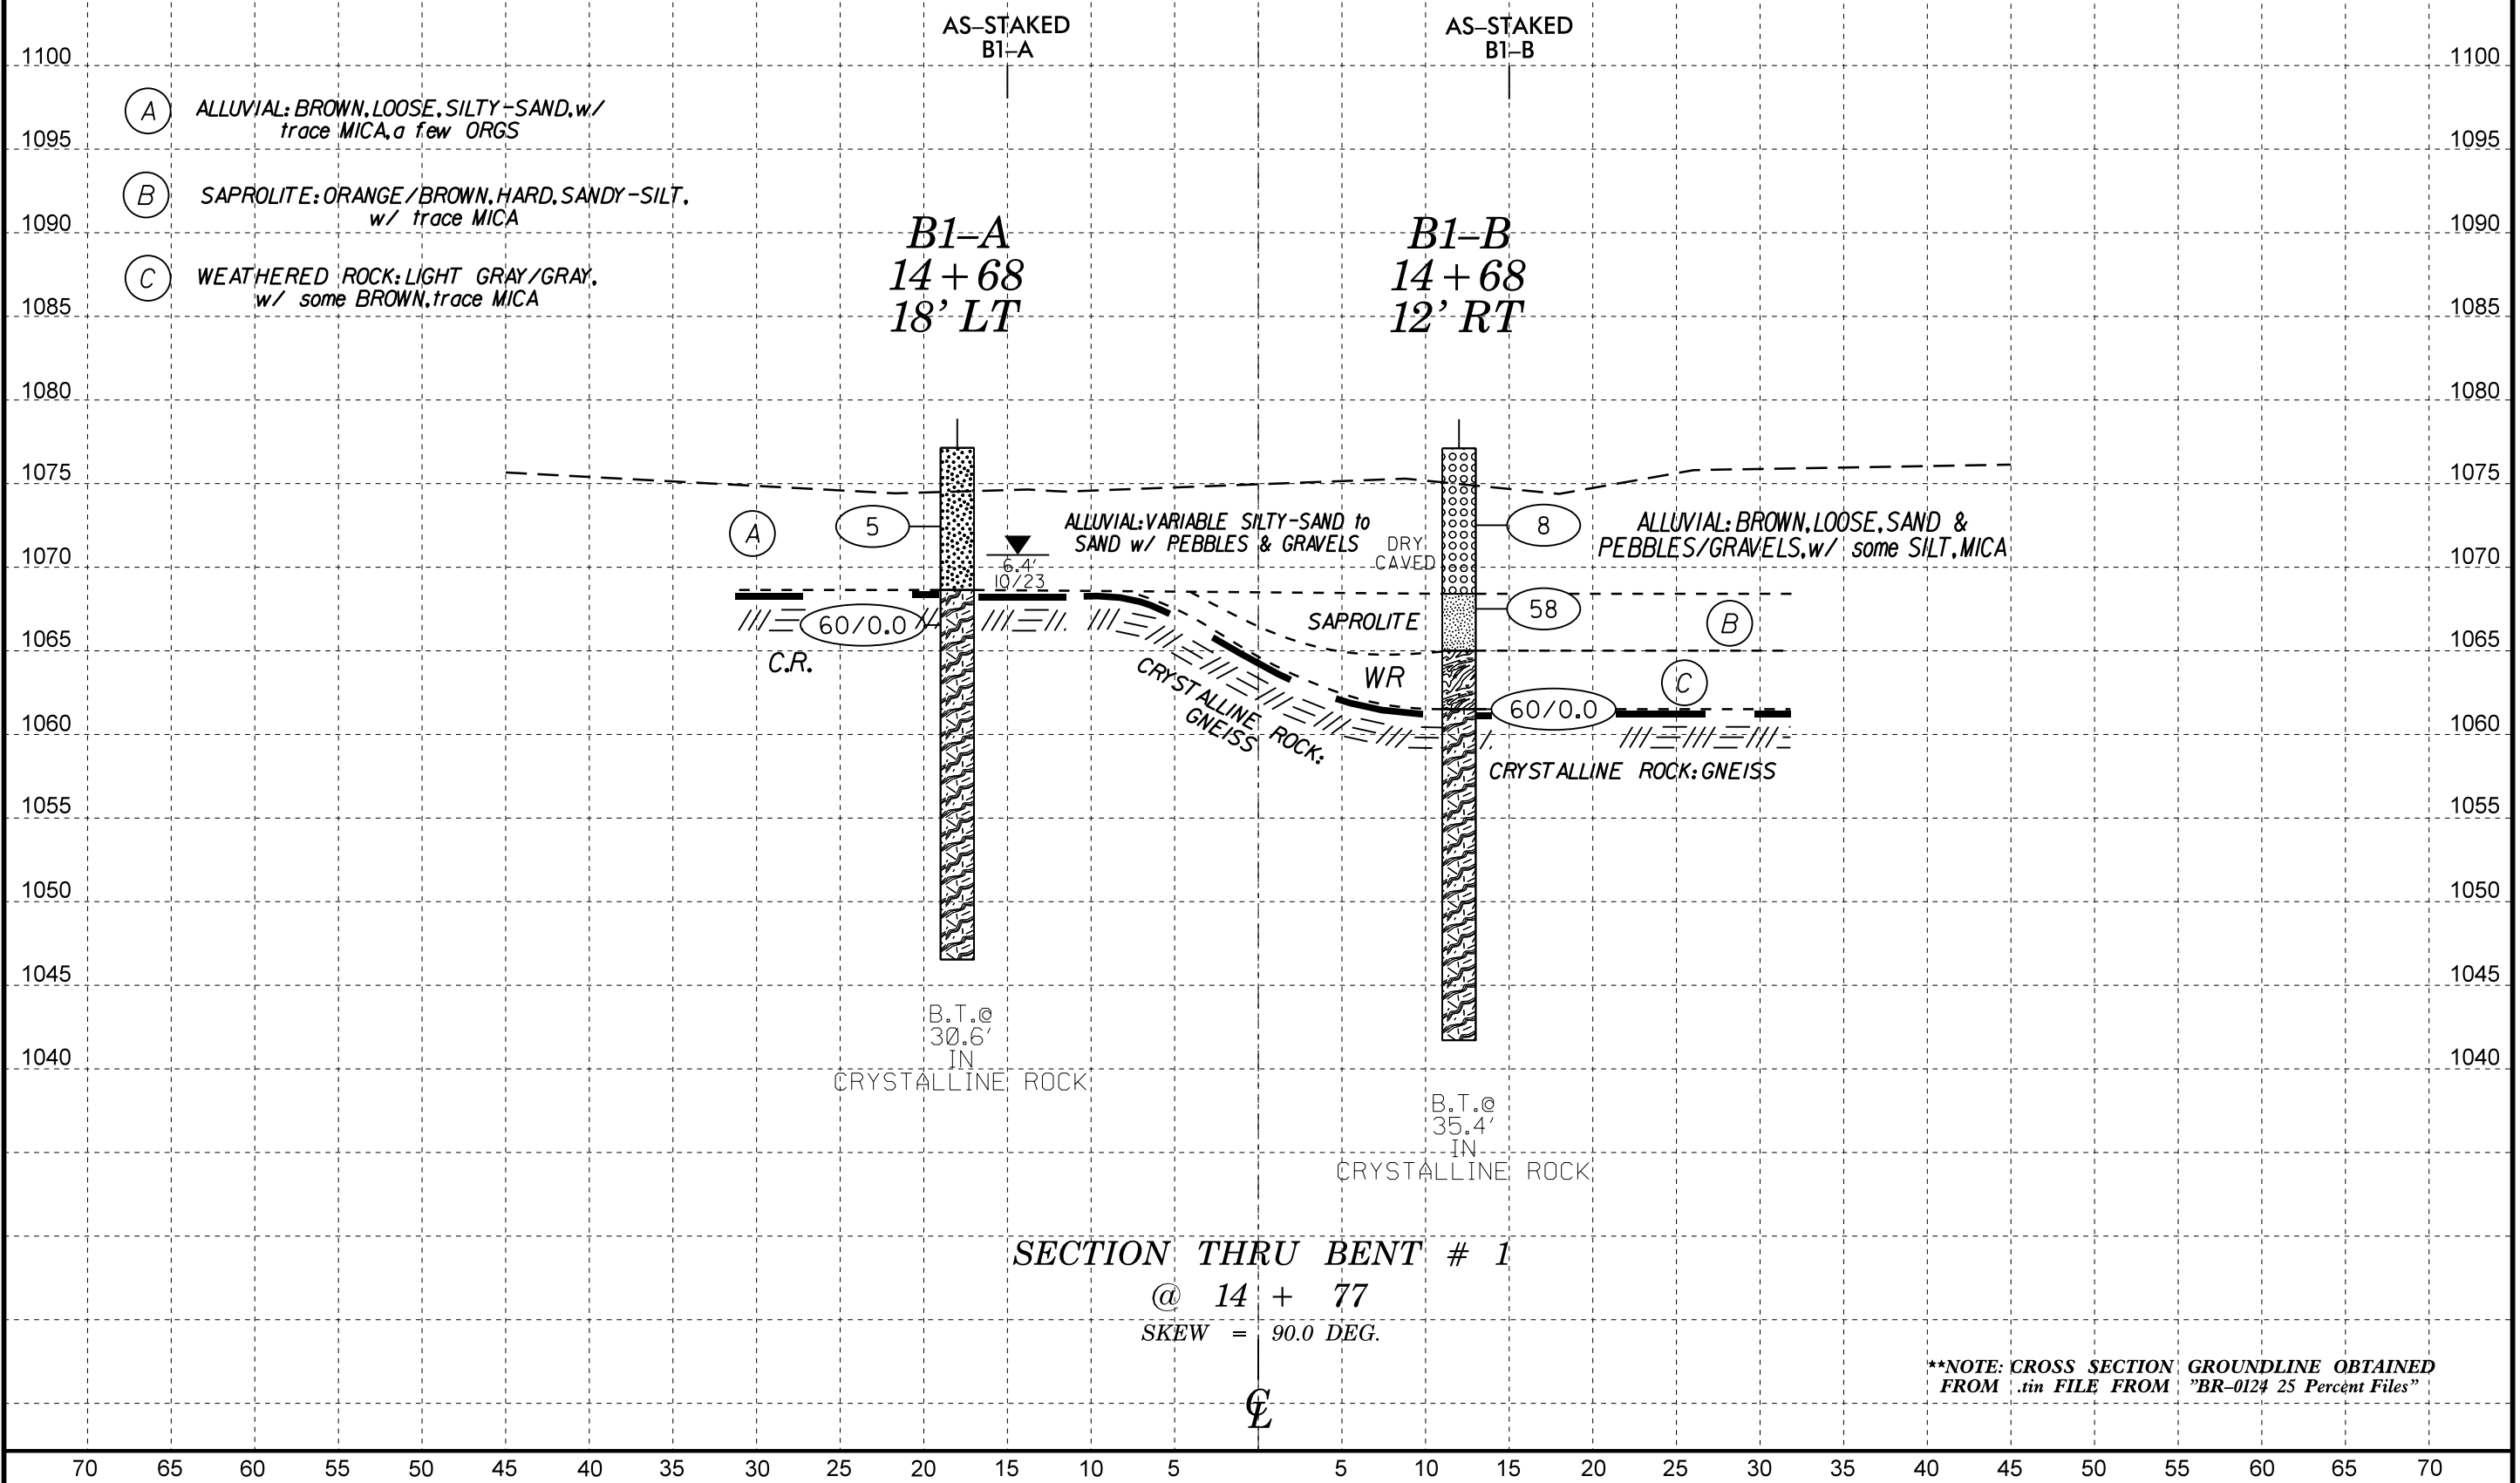 AS–STAKED
B1–A
AS–STAKED
B1–B
1100
1100
A
ALLUVIAL: BROWN, LOOSE, SILTY-SAND, w/
trace MICA, a few ORGS
1095
1095
B
SAPROLITE: ORANGE/BROWN, HARD, SANDY-SILT,
w/ trace MICA
1090
1090
C
WEATHERED ROCK: LIGHT GRAY/GRAY,
w/ some BROWN, trace MICA
1085
1085
B1–A
14+68
18' LT
B1–B
14+68
12' RT
1080
1080
1075
1075
A
5
ALLUVIAL: VARIABLE SILTY-SAND to
SAND w/ PEBBLES & GRAVELS
DRY
CAVED
8
ALLUVIAL: BROWN, LOOSE, SAND &
PEBBLES/GRAVELS, w/ some SILT, MICA
6.4'
10/23
1070
1070
60/0.0
SAPROLITE
58
B
1065
1065
C.R.
CRYSTALLINE ROCK:
GNEISS
WR
C
60/0.0
1060
1060
CRYSTALLINE ROCK: GNEISS
1055
1055
1050
1050
1045
1045
B.T.@
30.6'
IN
CRYSTALLINE ROCK
1040
1040
B.T.@
35.4'
IN
CRYSTALLINE ROCK
SECTION THRU BENT # 1
@ 14 + 77
SKEW = 90.0 DEG.
℄
**NOTE: CROSS SECTION GROUNDLINE OBTAINED
FROM .tin FILE FROM "BR–0124 25 Percent Files"
70 65 60 55 50 45 40 35 30 25 20 15 10 5 5 10 15 20 25 30 35 40 45 50 55 60 65 70